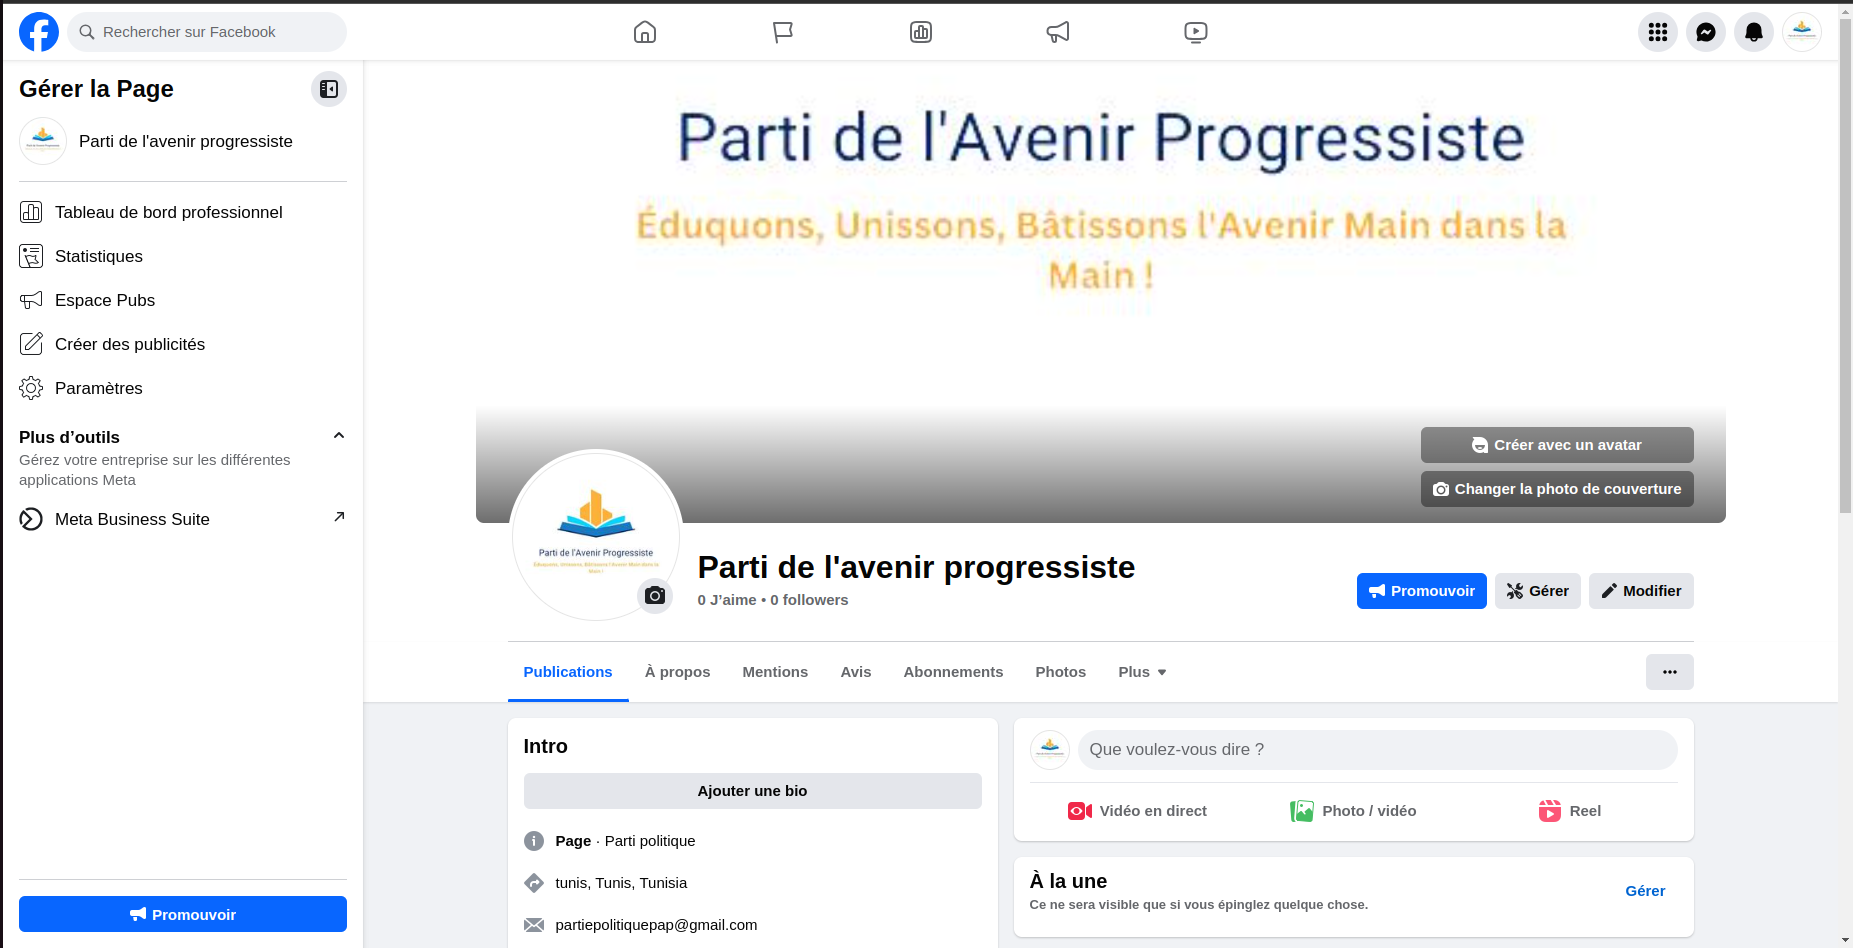 Rechercher sur Facebook
Gérer la Page
Parti de l'avenir progressiste
Tableau de bord professionnel
Statistiques
Espace Pubs
Créer des publicités
Paramètres
Plus d’outils
Gérez votre entreprise sur les différentes
applications Meta
Meta Business Suite
Promouvoir
Parti de l'Avenir Progressiste
Éduquons, Unissons, Bâtissons l'Avenir Main dans la
Main !
Créer avec un avatar
Changer la photo de couverture
Parti de l'Avenir Progressiste
Éduquons, Unissons, Bâtissons l'Avenir Main dans la
Main !
Parti de l'avenir progressiste
0 J’aime • 0 followers
Promouvoir
Gérer
Modifier
Publications
À propos
Mentions
Avis
Abonnements
Photos
Plus
Intro
Ajouter une bio
Page · Parti politique
tunis, Tunis, Tunisia
partiepolitiquepap@gmail.com
Que voulez-vous dire ?
Vidéo en direct
Photo / vidéo
Reel
À la une
Gérer
Ce ne sera visible que si vous épinglez quelque chose.